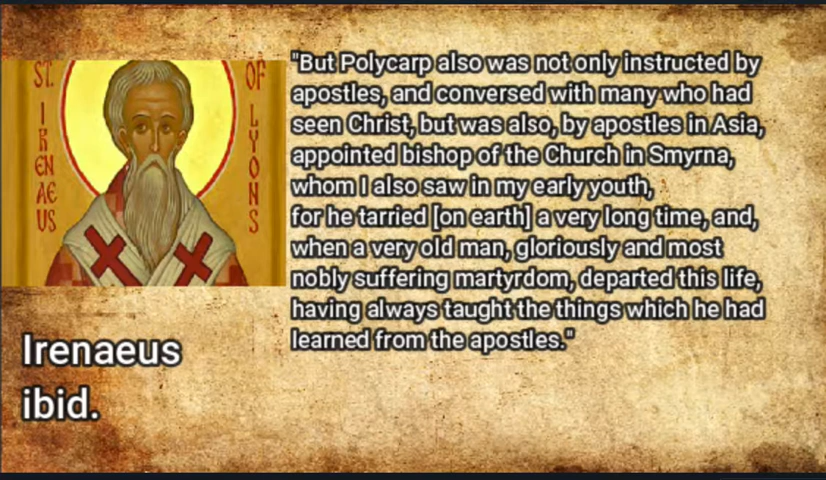 ST.
IRENAEUS
OF
LYONS
"But Polycarp also was not only instructed by
apostles, and conversed with many who had
seen Christ, but was also, by apostles in Asia,
appointed bishop of the Church in Smyrna,
whom I also saw in my early youth,
for he tarried [on earth] a very long time, and,
when a very old man, gloriously and most
nobly suffering martyrdom, departed this life,
having always taught the things which he had
learned from the apostles."
Irenaeus
ibid.